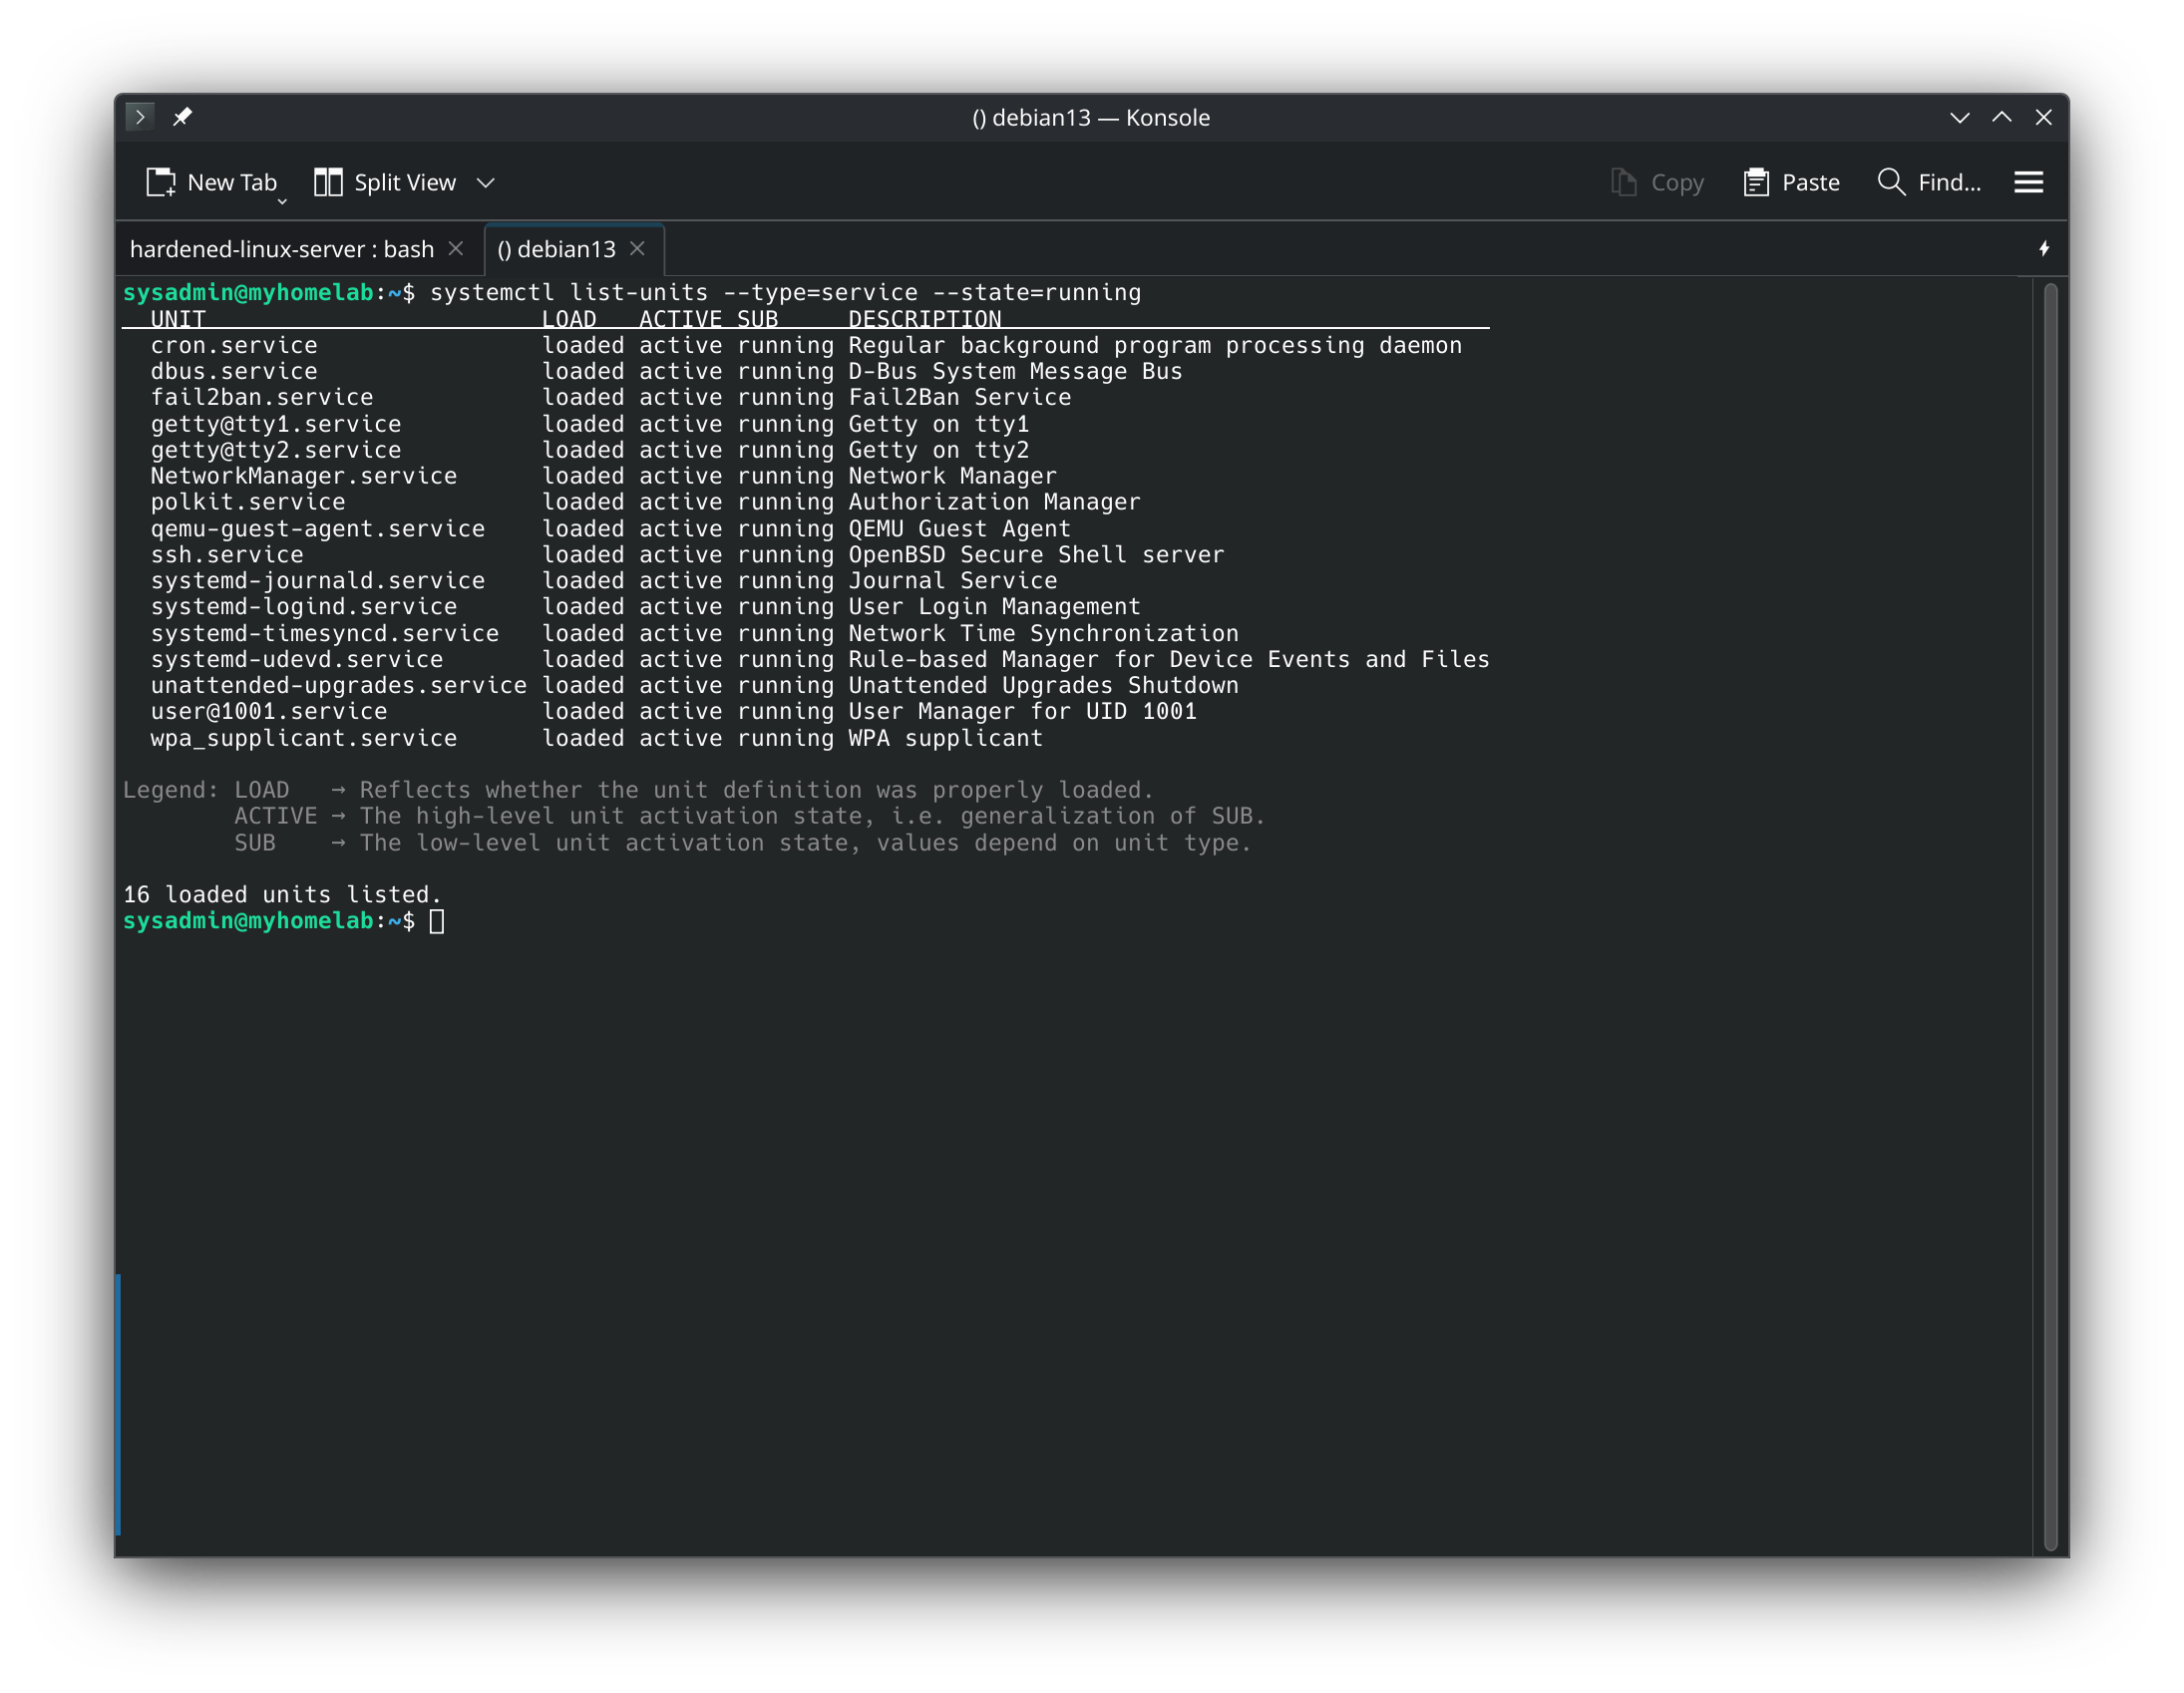 () debian13 — Konsole
New Tab Split View Copy Paste Find...
hardened-linux-server : bash () debian13
sysadmin@myhomelab:~$ systemctl list-units --type=service --state=running
  UNIT                        LOAD   ACTIVE SUB     DESCRIPTION
  cron.service                loaded active running Regular background program processing daemon
  dbus.service                loaded active running D-Bus System Message Bus
  fail2ban.service            loaded active running Fail2Ban Service
  getty@tty1.service          loaded active running Getty on tty1
  getty@tty2.service          loaded active running Getty on tty2
  NetworkManager.service      loaded active running Network Manager
  polkit.service              loaded active running Authorization Manager
  qemu-guest-agent.service    loaded active running QEMU Guest Agent
  ssh.service                 loaded active running OpenBSD Secure Shell server
  systemd-journald.service    loaded active running Journal Service
  systemd-logind.service      loaded active running User Login Management
  systemd-timesyncd.service   loaded active running Network Time Synchronization
  systemd-udevd.service       loaded active running Rule-based Manager for Device Events and Files
  unattended-upgrades.service loaded active running Unattended Upgrades Shutdown
  user@1001.service           loaded active running User Manager for UID 1001
  wpa_supplicant.service      loaded active running WPA supplicant
Legend: LOAD   → Reflects whether the unit definition was properly loaded.
        ACTIVE → The high-level unit activation state, i.e. generalization of SUB.
        SUB    → The low-level unit activation state, values depend on unit type.
16 loaded units listed.
sysadmin@myhomelab:~$